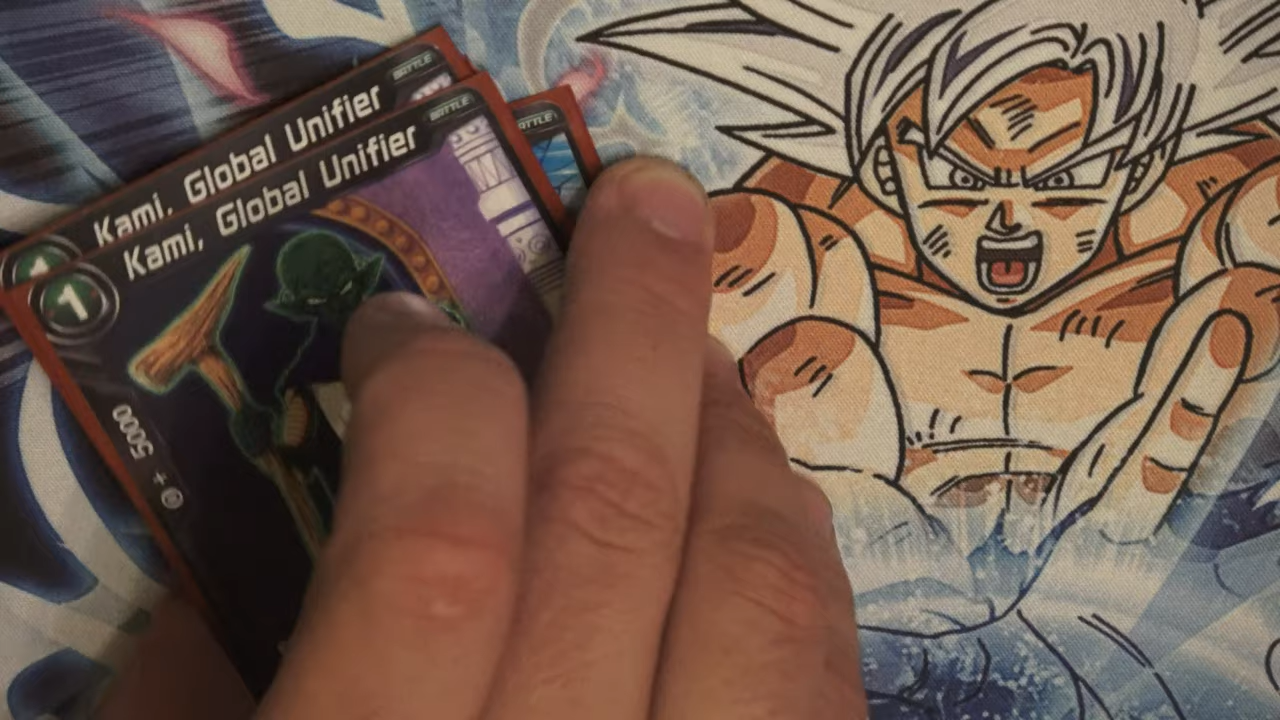 BATTLE
Kami, Global Unifier
1
BATTLE
Kami, Global Unifier
1
BATTLE
5000
+